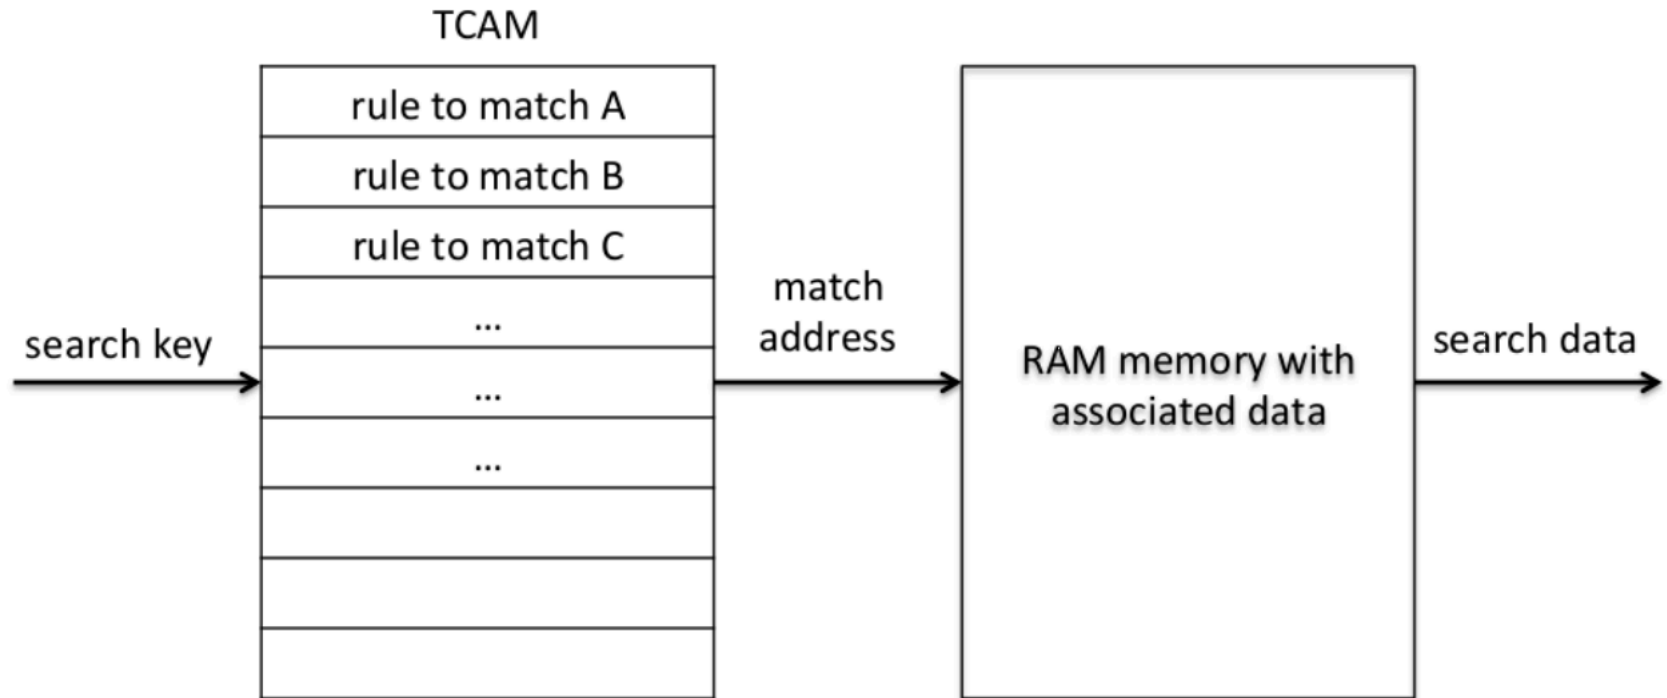 TCAM
rule to match A
rule to match B
rule to match C
...
...
...
search key
match
address
RAM memory with
associated data
search data